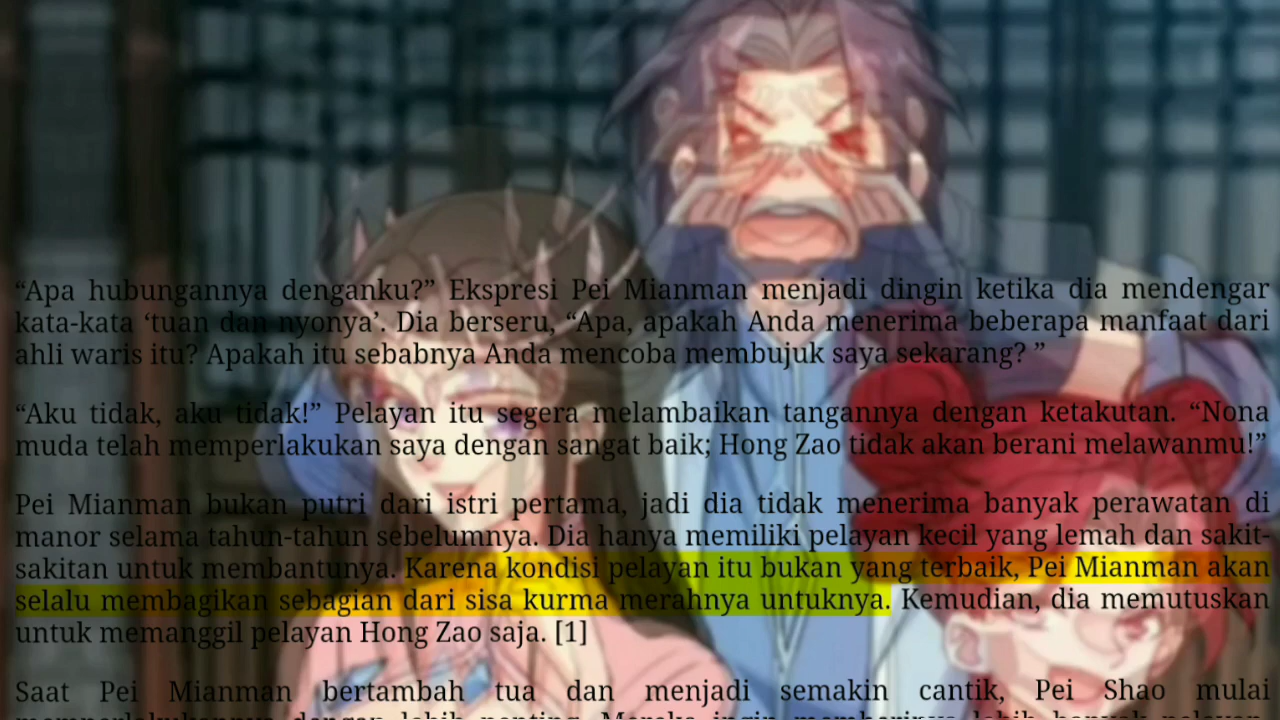 “Apa hubungannya denganku?” Ekspresi Pei Mianman menjadi dingin ketika dia mendengar
kata-kata ‘tuan dan nyonya’. Dia berseru, “Apa, apakah Anda menerima beberapa manfaat dari
ahli waris itu? Apakah itu sebabnya Anda mencoba membujuk saya sekarang? ”
“Aku tidak, aku tidak!” Pelayan itu segera melambaikan tangannya dengan ketakutan. “Nona
muda telah memperlakukan saya dengan sangat baik; Hong Zao tidak akan berani melawanmu!”
Pei Mianman bukan putri dari istri pertama, jadi dia tidak menerima banyak perawatan di
manor selama tahun-tahun sebelumnya. Dia hanya memiliki pelayan kecil yang lemah dan sakit-
sakitan untuk membantunya. Karena kondisi pelayan itu bukan yang terbaik, Pei Mianman akan
selalu membagikan sebagian dari sisa kurma merahnya untuknya. Kemudian, dia memutuskan
untuk memanggil pelayan Hong Zao saja. [1]
Saat Pei Mianman bertambah tua dan menjadi semakin cantik, Pei Shao mulai